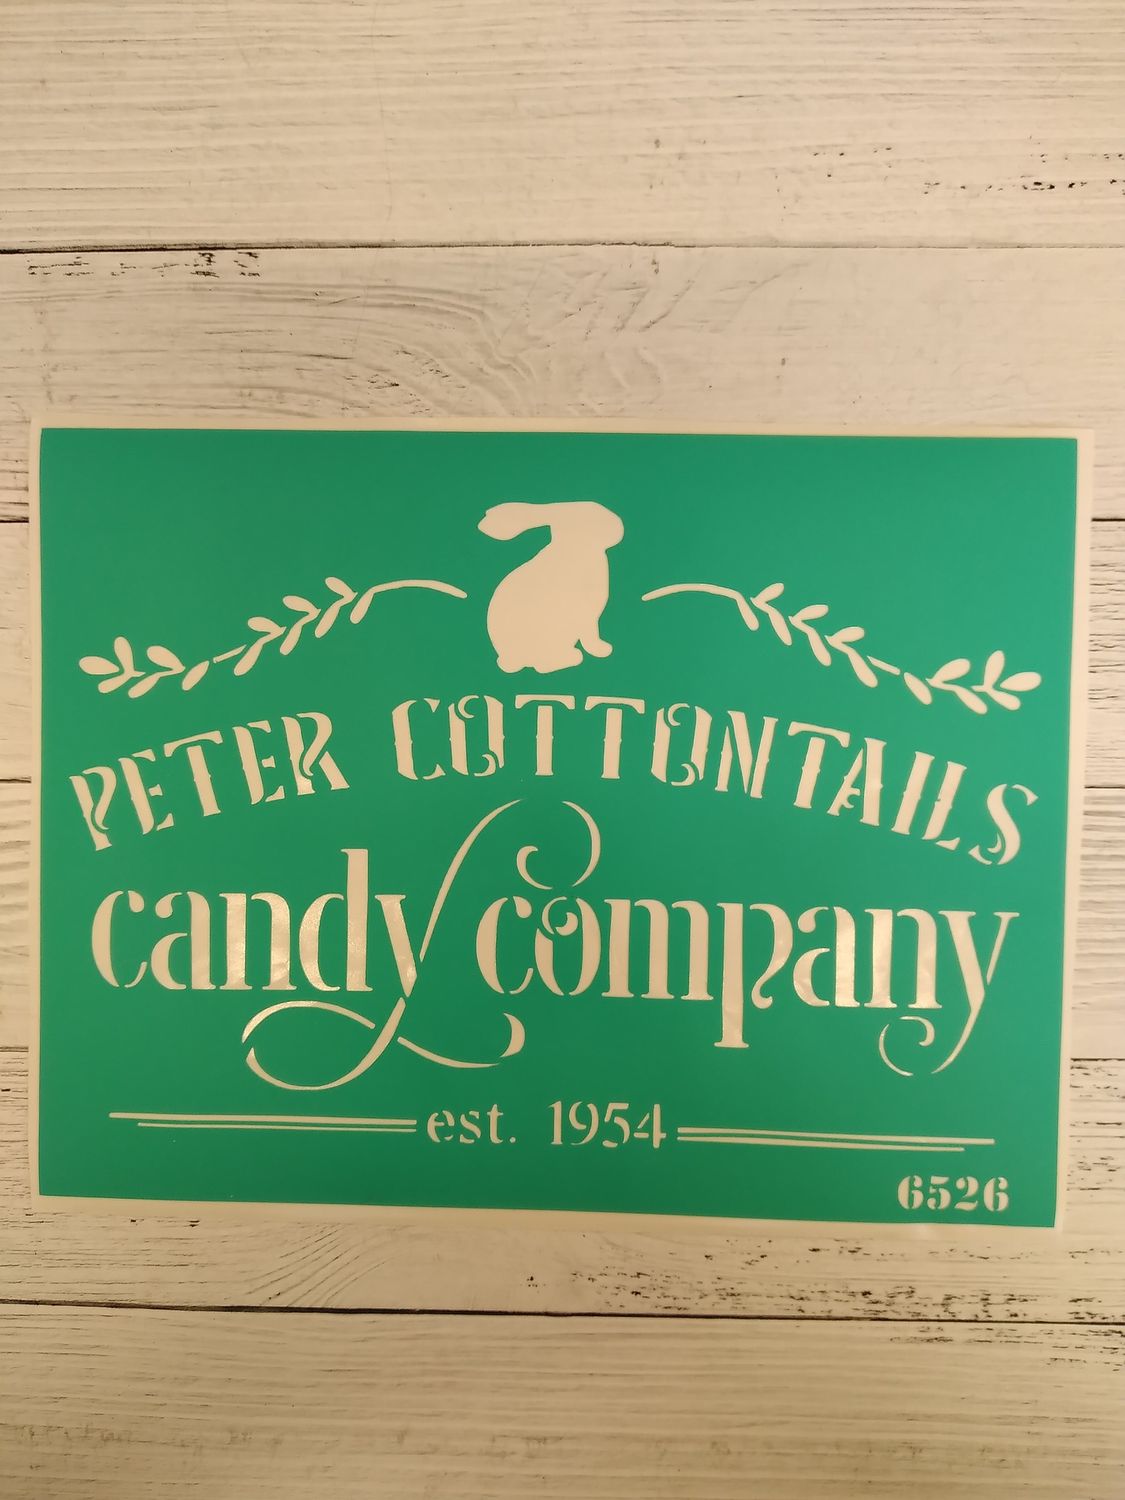 PETER COTTONTAILS
candy company
est. 1954
6526